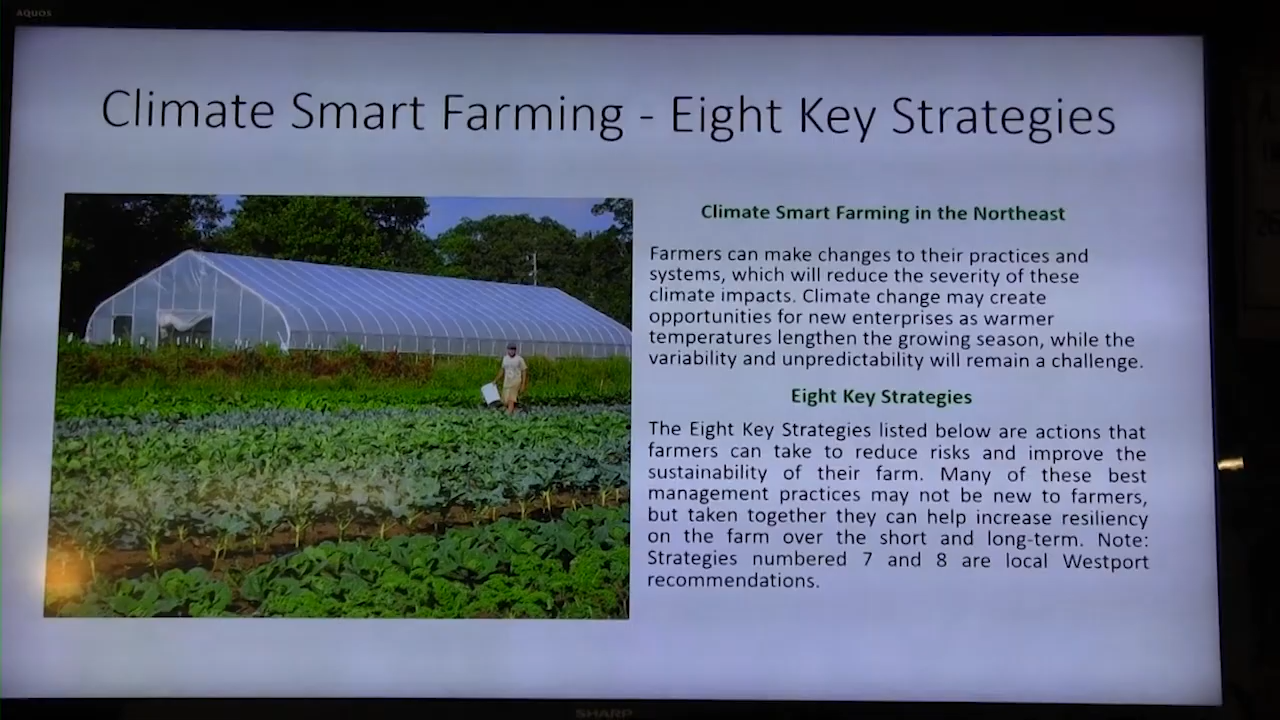 AQUOS
Climate Smart Farming - Eight Key Strategies
Climate Smart Farming in the Northeast
Farmers can make changes to their practices and
systems, which will reduce the severity of these
climate impacts. Climate change may create
opportunities for new enterprises as warmer
temperatures lengthen the growing season, while the
variability and unpredictability will remain a challenge.
Eight Key Strategies
The Eight Key Strategies listed below are actions that
farmers can take to reduce risks and improve the
sustainability of their farm. Many of these best
management practices may not be new to farmers,
but taken together they can help increase resiliency
on the farm over the short and long-term. Note:
Strategies numbered 7 and 8 are local Westport
recommendations.
SHARP